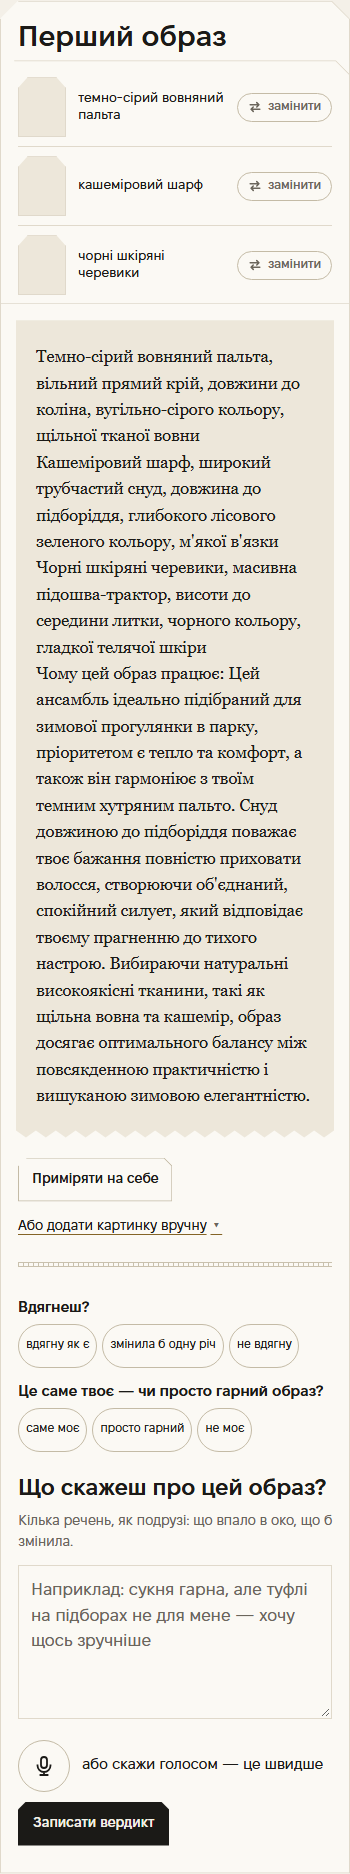 Перший образ
темно-сірий вовняний
пальта
замінити
кашеміровий шарф
замінити
чорні шкіряні
черевики
замінити
Темно-сірий вовняний пальта,
вільний прямий крій, довжини до
коліна, вугільно-сірого кольору,
щільної тканої вовни
Кашеміровий шарф, широкий
трубчастий снуд, довжина до
підборіддя, глибокого лісового
зеленого кольору, м'якої в'язки
Чорні шкіряні черевики, масивна
підошва-трактор, висоти до
середини литки, чорного кольору,
гладкої телячої шкіри
Чому цей образ працює: Цей
ансамбль ідеально підібраний для
зимової прогулянки в парку,
пріоритетом є тепло та комфорт, а
також він гармоніює з твоїм
темним хутряним пальто. Снуд
довжиною до підборіддя поважає
твоє бажання повністю приховати
волосся, створюючи об'єднаний,
спокійний силует, який відповідає
твоєму прагненню до тихого
настрою. Вибираючи натуральні
високоякісні тканини, такі як
щільна вовна та кашемір, образ
досягає оптимального балансу між
повсякденною практичністю і
вишуканою зимовою елегантністю.
Приміряти на себе
Або додати картинку вручну
Вдягнеш?
вдягну як є
змінила б одну річ
не вдягну
Це саме твоє — чи просто гарний образ?
саме моє
просто гарний
не моє
Що скажеш про цей образ?
Кілька речень, як подрузі: що впало в око, що б
змінила.
Наприклад: сукня гарна, але туфлі
на підборах не для мене — хочу
щось зручніше
або скажи голосом — це швидше
Записати вердикт